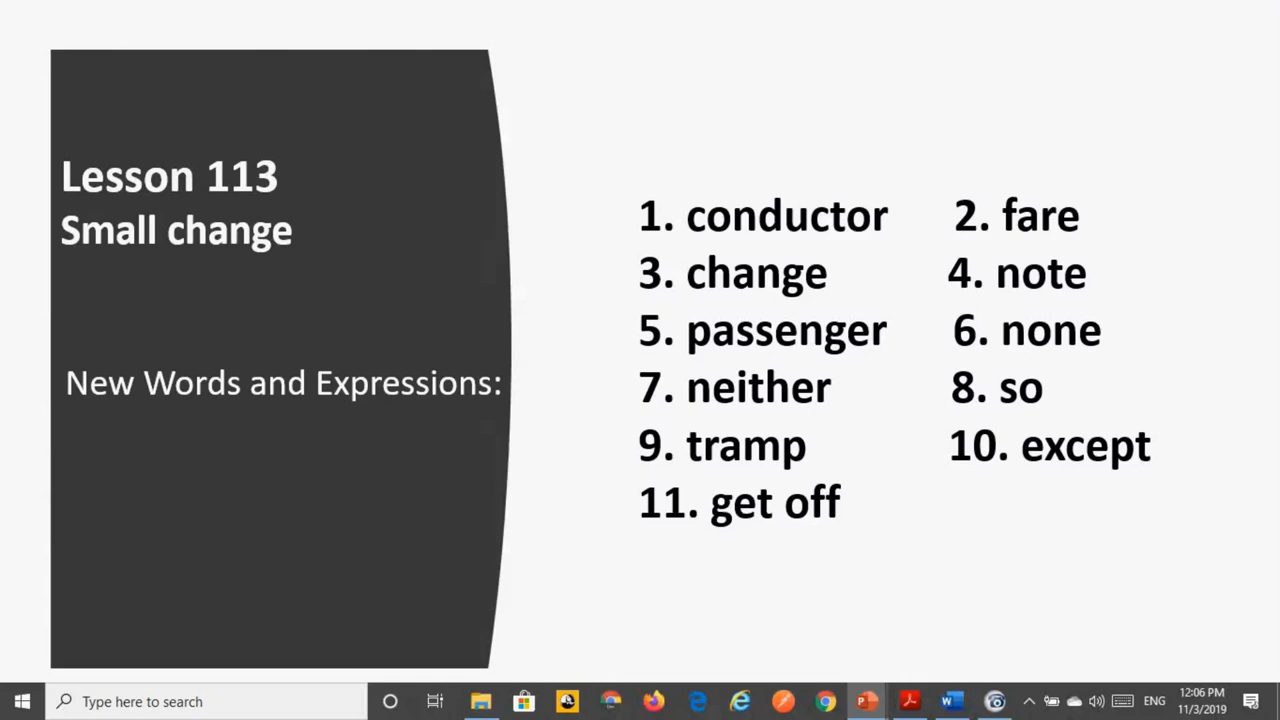 Lesson 113
Small change
New Words and Expressions:
1. conductor 2. fare
3. change 4. note
5. passenger 6. none
7. neither 8. so
9. tramp 10. except
11. get off
Type here to search
ENG
12:06 PM
11/3/2019